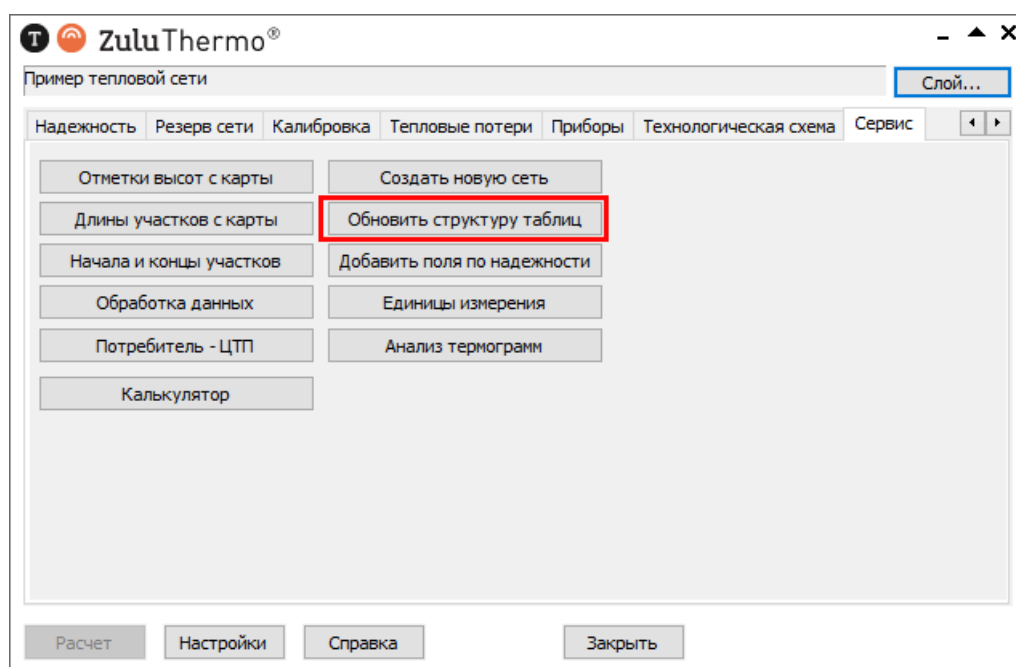 ZuluThermo®
Пример тепловой сети
Слой...
Надежность Резерв сети Калибровка Тепловые потери Приборы Технологическая схема Сервис
Отметки высот с карты Создать новую сеть
Длины участков с карты Обновить структуру таблиц
Начала и концы участков Добавить поля по надежности
Обработка данных Единицы измерения
Потребитель - ЦТП Анализ термограмм
Калькулятор
Расчет Настройки Справка Закрыть